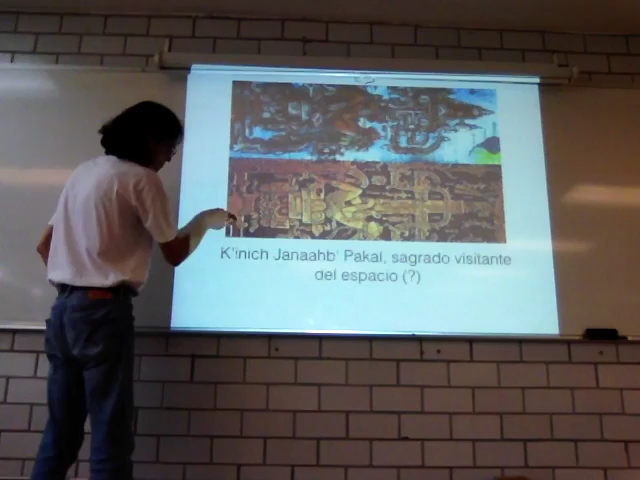 K'inich Janaahb' Pakal, sagrado visitante
del espacio (?)